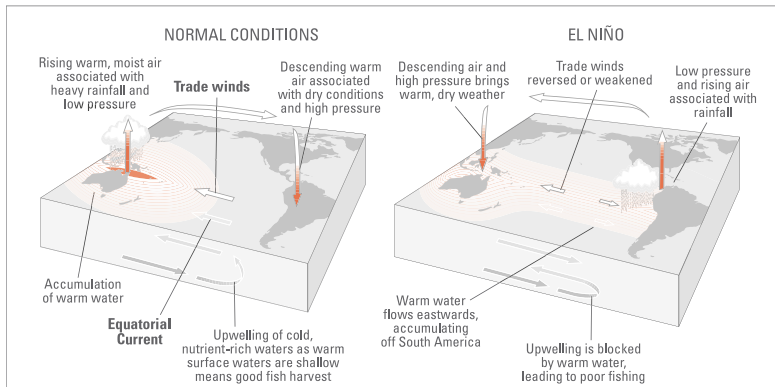 NORMAL CONDITIONS
Rising warm, moist air
associated with
heavy rainfall and
low pressure
Trade winds
Descending warm
air associated
with dry conditions
and high pressure
Accumulation
of warm water
Equatorial
Current
Upwelling of cold,
nutrient-rich waters as warm
surface waters are shallow
means good fish harvest
EL NIÑO
Descending air and
high pressure brings
warm, dry weather
Trade winds
reversed or weakened
Low pressure
and rising air
associated with
rainfall
Warm water
flows eastwards,
accumulating
off South America
Upwelling is blocked
by warm water,
leading to poor fishing